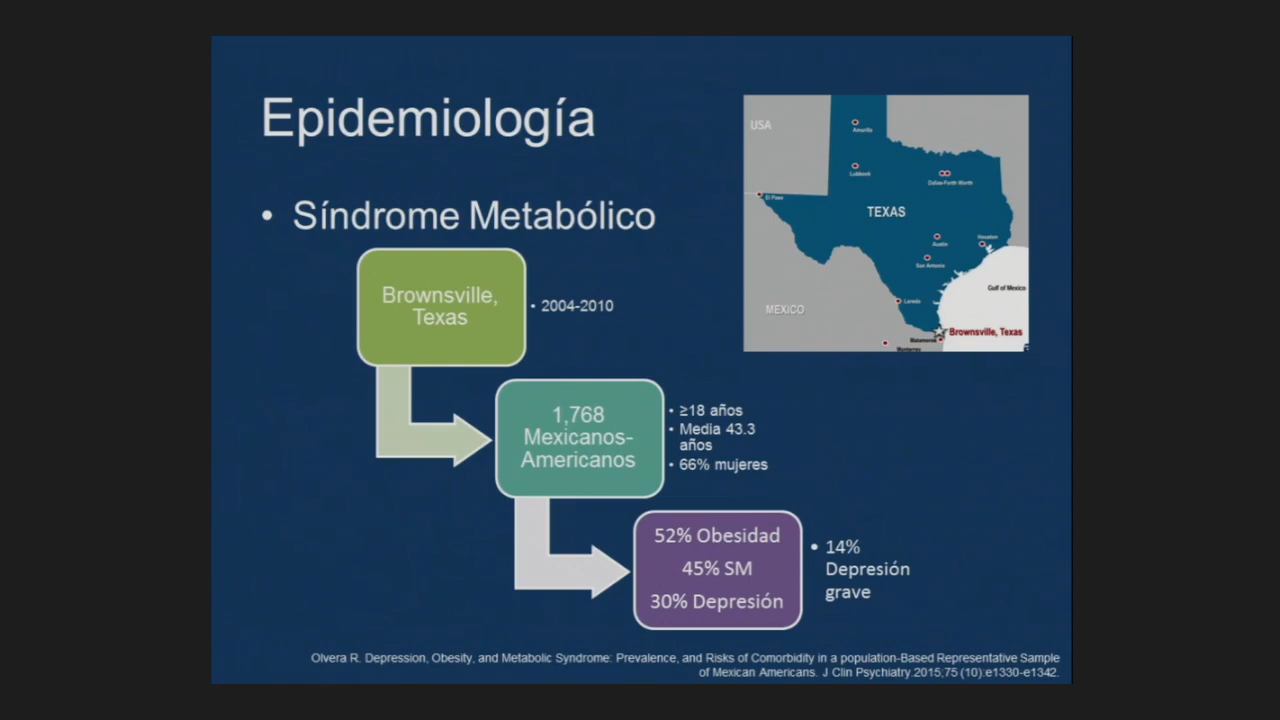 Epidemiología
• Síndrome Metabólico
Brownsville,
Texas
• 2004-2010
1,768
Mexicanos-
Americanos
• ≥18 años
• Media 43.3
años
• 66% mujeres
52% Obesidad
45% SM
30% Depresión
• 14%
Depresión
grave
USA
Amarillo
Lubbock
Dallas-Forth Worth
El Paso
TEXAS
Austin
Houston
San Antonio
Gulf of Mexico
Laredo
MEXICO
Brownsville, Texas
Matamoros
Monterrey
Olvera R. Depression, Obesity, and Metabolic Syndrome: Prevalence, and Risks of Comorbidity in a population-Based Representative Sample
of Mexican Americans. J Clin Psychiatry.2015;75 (10):e1330-e1342.